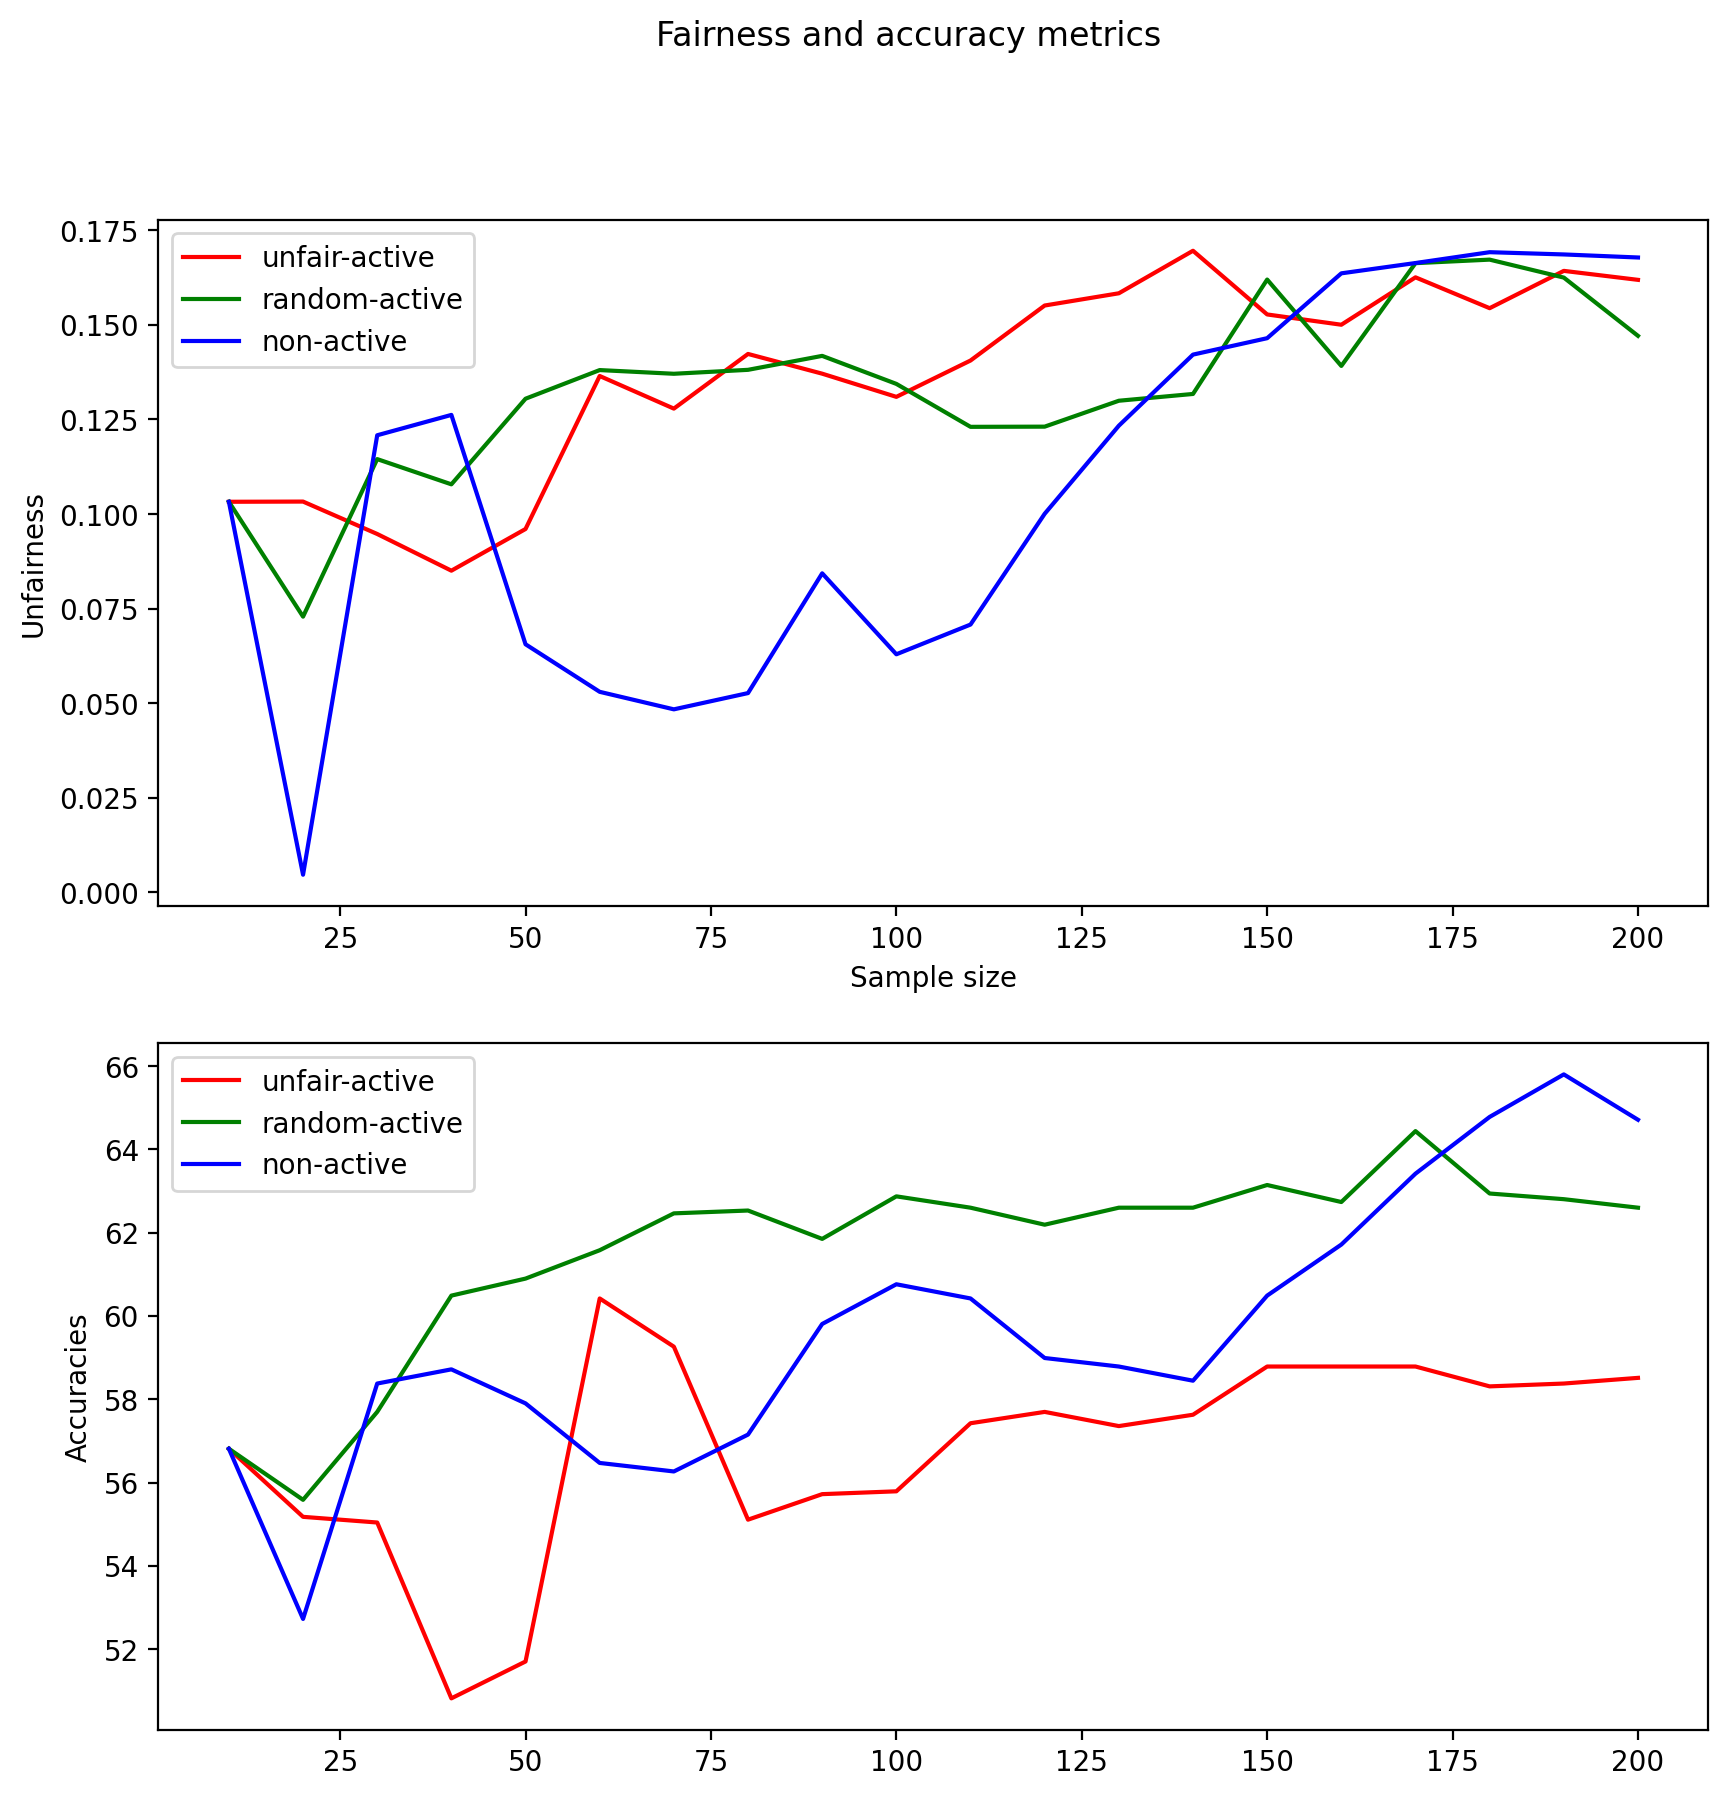 Fairness and accuracy metrics
0.175
0.150
0.125
0.100
0.075
0.050
0.025
0.000
Unfairness
unfair-active
random-active
non-active
25 50 75 100 125 150 175 200
Sample size
66
64
62
60
58
56
54
52
Accuracies
unfair-active
random-active
non-active
25 50 75 100 125 150 175 200